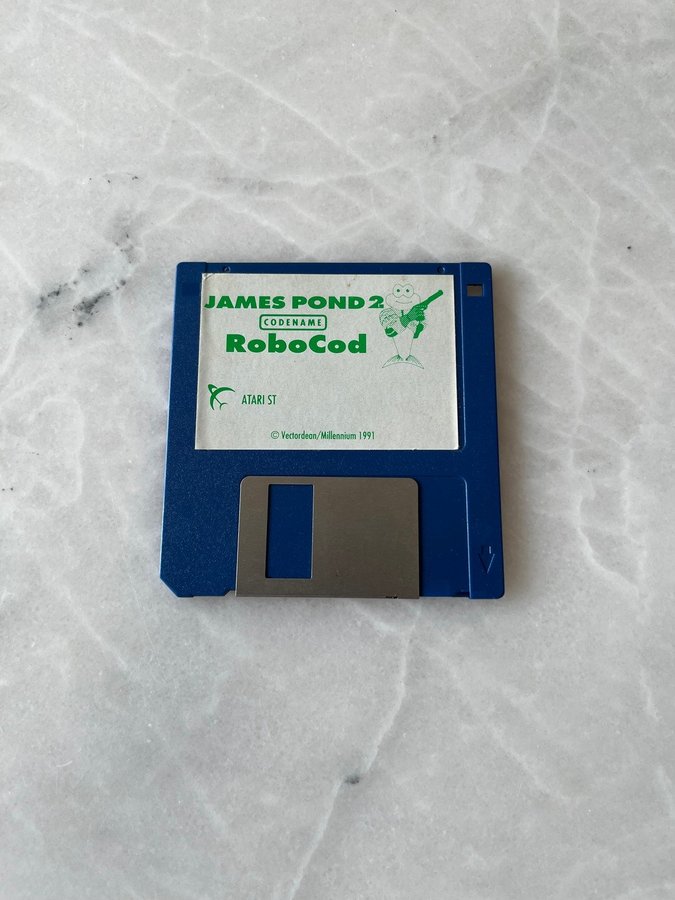 JAMES POND 2
CODENAME
RoboCod
ATARI ST
© Vectordean/Millennium 1991